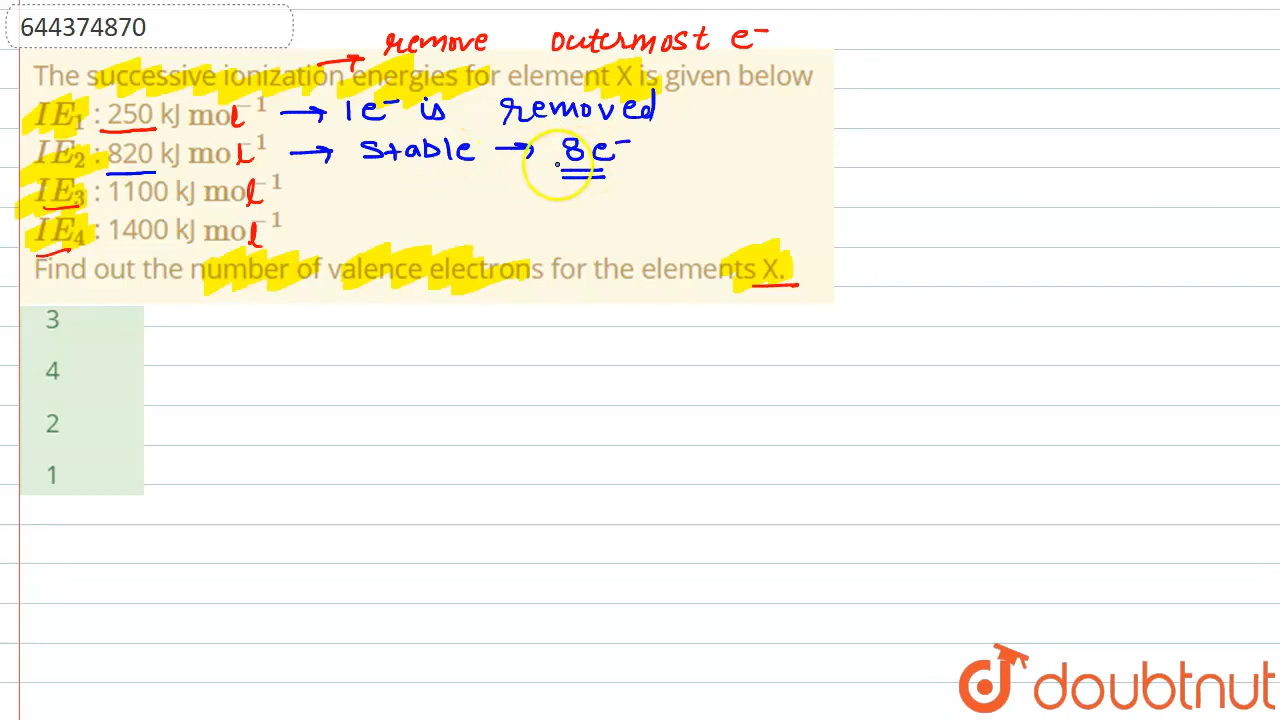 644374870
remove outermost e⁻
The successive ionization energies for element X is given below
IE₁ : 250 kJ mol⁻¹ → 1e⁻ is removed
IE₂ : 820 kJ mol⁻¹ → Stable → 8e⁻
IE₃ : 1100 kJ mol⁻¹
IE₄ : 1400 kJ mol⁻¹
Find out the number of valence electrons for the elements X.
3
4
2
1
doubtnut